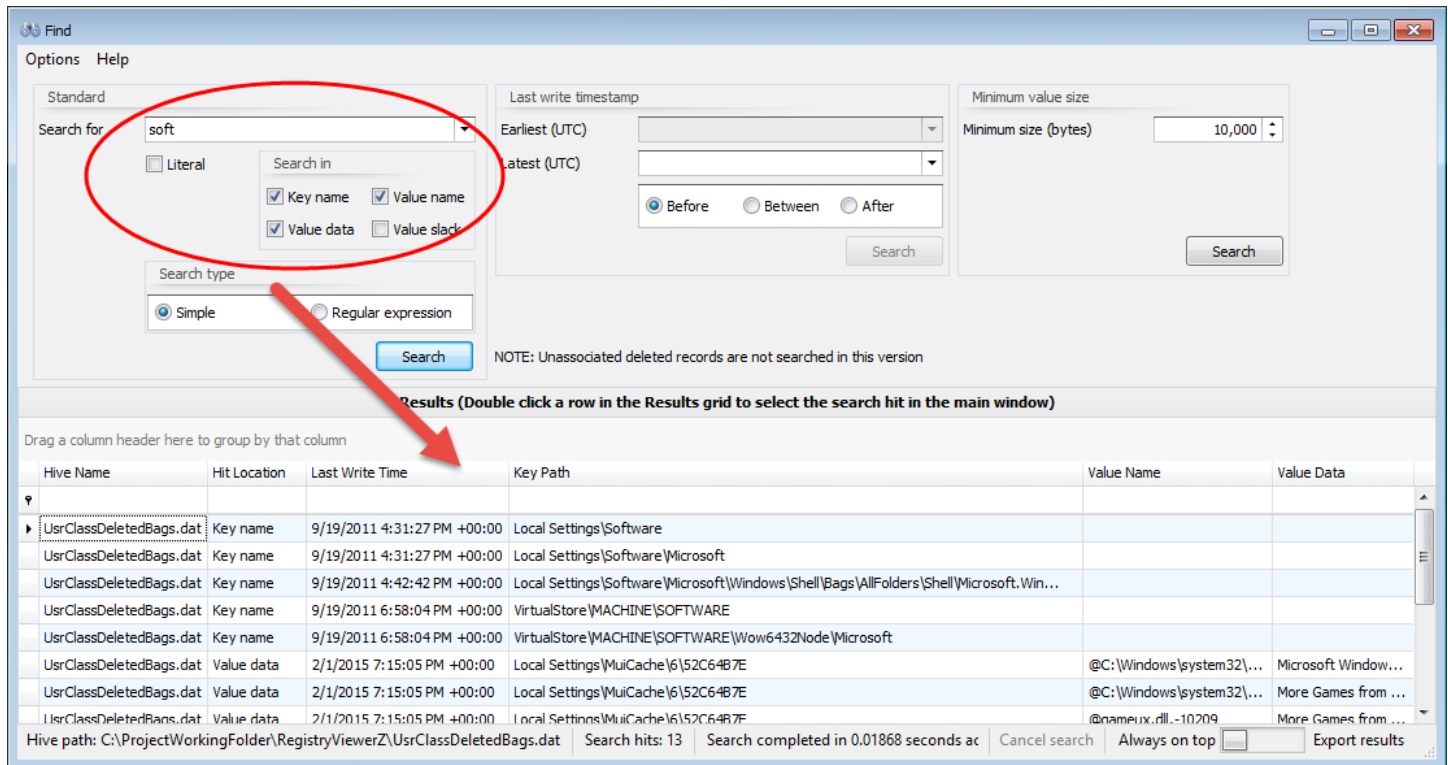 Find
Options Help
Standard
Search for soft
Literal
Search in
Key name Value name
Value data Value slack
Search type
Simple Regular expression
Search
Last write timestamp
Earliest (UTC)
Latest (UTC)
Before Between After
Search
Minimum value size
Minimum size (bytes) 10,000
Search
NOTE: Unassociated deleted records are not searched in this version
Results (Double click a row in the Results grid to select the search hit in the main window)
Drag a column header here to group by that column
Hive Name Hit Location Last Write Time Key Path Value Name Value Data
UsrClassDeletedBags.dat Key name 9/19/2011 4:31:27 PM +00:00 Local Settings\Software
UsrClassDeletedBags.dat Key name 9/19/2011 4:31:27 PM +00:00 Local Settings\Software\Microsoft
UsrClassDeletedBags.dat Key name 9/19/2011 4:42:42 PM +00:00 Local Settings\Software\Microsoft\Windows\Shell\Bags\AllFolders\Shell\Microsoft.Win...
UsrClassDeletedBags.dat Key name 9/19/2011 6:58:04 PM +00:00 VirtualStore\MACHINE\SOFTWARE
UsrClassDeletedBags.dat Key name 9/19/2011 6:58:04 PM +00:00 VirtualStore\MACHINE\SOFTWARE\Wow6432Node\Microsoft
UsrClassDeletedBags.dat Value data 2/1/2015 7:15:05 PM +00:00 Local Settings\MuiCache\6\52C64B7E @C:\Windows\system32\... Microsoft Window...
UsrClassDeletedBags.dat Value data 2/1/2015 7:15:05 PM +00:00 Local Settings\MuiCache\6\52C64B7E @C:\Windows\system32\... More Games from ...
UsrClassDeletedBags.dat Value data 2/1/2015 7:15:05 PM +00:00 Local Settings\MuiCache\6\52C64B7E @gameux.dll,-10209 More Games from ...
Hive path: C:\ProjectWorkingFolder\RegistryViewerZ\UsrClassDeletedBags.dat Search hits: 13 Search completed in 0.01868 seconds ac Cancel search Always on top Export results